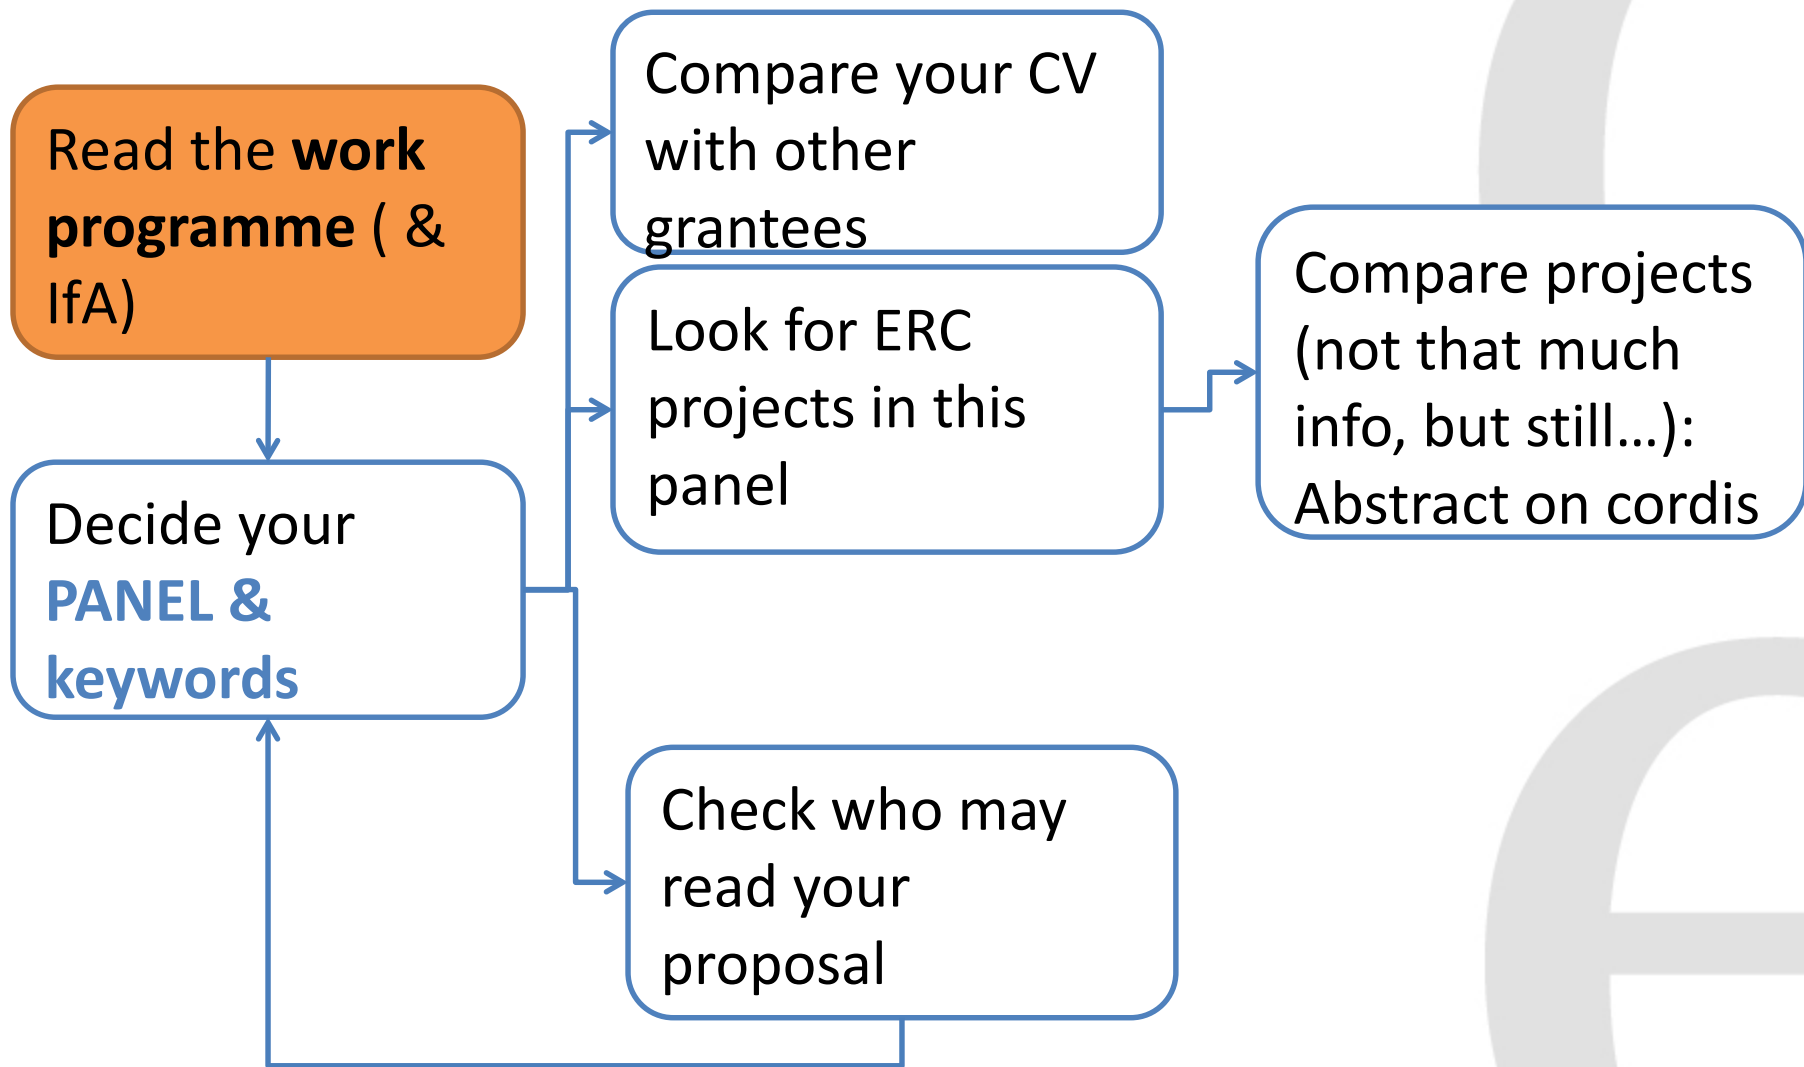 Read the work
programme ( &
IfA)
Decide your
PANEL &
keywords
Compare your CV
with other
grantees
Look for ERC
projects in this
panel
Compare projects
(not that much
info, but still…):
Abstract on cordis
Check who may
read your
proposal